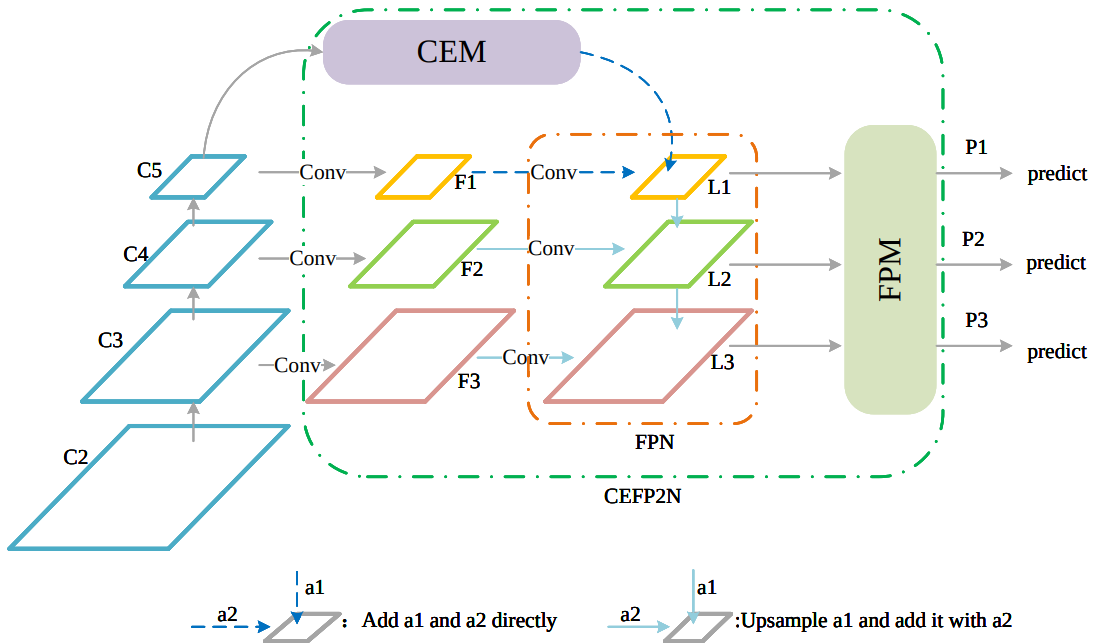 CEM
C5
Conv
F1
Conv
L1
P1
predict
C4
Conv
F2
Conv
L2
FPM
P2
predict
C3
Conv
F3
Conv
L3
P3
predict
C2
FPN
CEFP2N
a1
a2
: Add a1 and a2 directly
a1
a2
:Upsample a1 and add it with a2